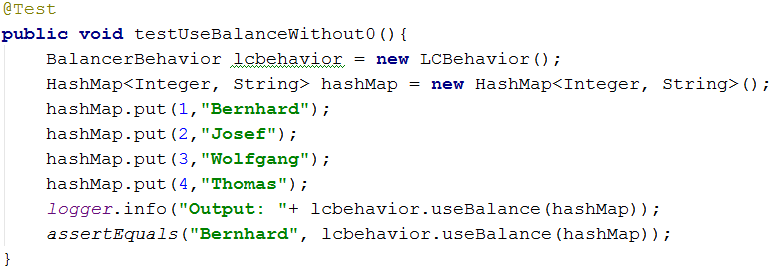 @Test
public void testUseBalanceWithout0(){
    BalancerBehavior lcbehavior = new LCBehavior();
    HashMap<Integer, String> hashMap = new HashMap<Integer, String>();
    hashMap.put(1,"Bernhard");
    hashMap.put(2,"Josef");
    hashMap.put(3,"Wolfgang");
    hashMap.put(4,"Thomas");
    logger.info("Output: "+ lcbehavior.useBalance(hashMap));
    assertEquals("Bernhard", lcbehavior.useBalance(hashMap));
}